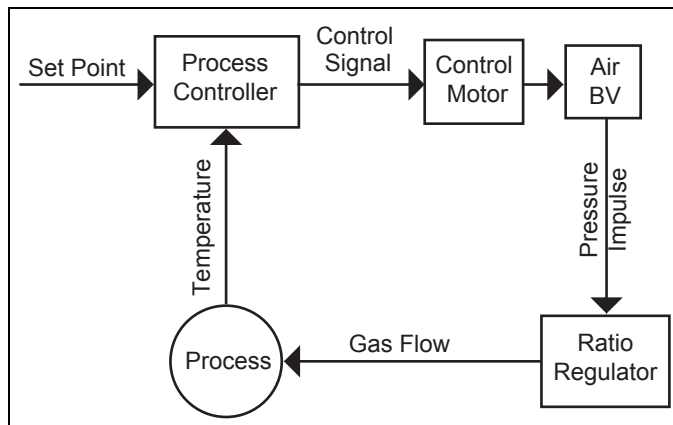 Set Point
Process
Controller
Control
Signal
Control
Motor
Air
BV
Pressure
Impulse
Ratio
Regulator
Gas Flow
Process
Temperature